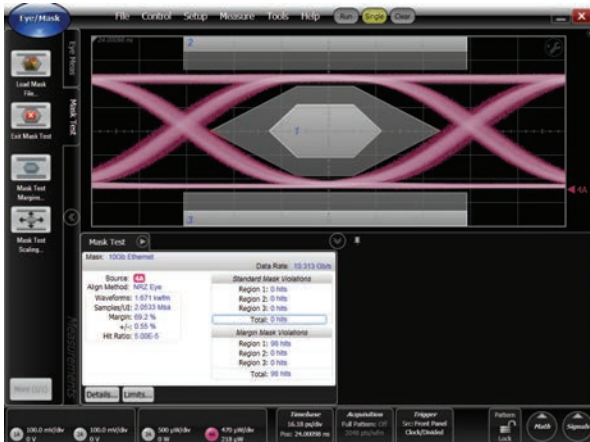 Eye/Mask
File Control Setup Measure Tools Help Run Single Clear
Eye Meas
Mask Test
Load Mask
File...
Exit Mask Test
Mask Test
Margins...
Mask Test
Scaling...
Measurements
More (1/2)
24.00098 ns
2
1
3
4A
Mask Test
Mask: 10Gb Ethernet
Data Rate: 10.313 Gb/s
Source: 4A
Align Method: NRZ Eye
Waveforms: 1.671 kwfm
Samples/UI: 2.0533 MSa
Margin: 69.2 %
+/-: 0.55 %
Hit Ratio: 5.00E-5
Standard Mask Violations
Region 1: 0 hits
Region 2: 0 hits
Region 3: 0 hits
Total: 0 hits
Margin Mask Violations
Region 1: 98 hits
Region 2: 0 hits
Region 3: 0 hits
Total: 98 hits
Details... Limits...
100.0 mV/div
0 V
100.0 mV/div
0 V
500 µW/div
0 W
470 µW/div
218 µW
Timebase
16.18 ps/div
Pos: 24.00098 ns
Acquisition
Full Pattern: Off
Trigger
Src: Front Panel
Clock/Divided
Pattern
Lock
Math
Signals